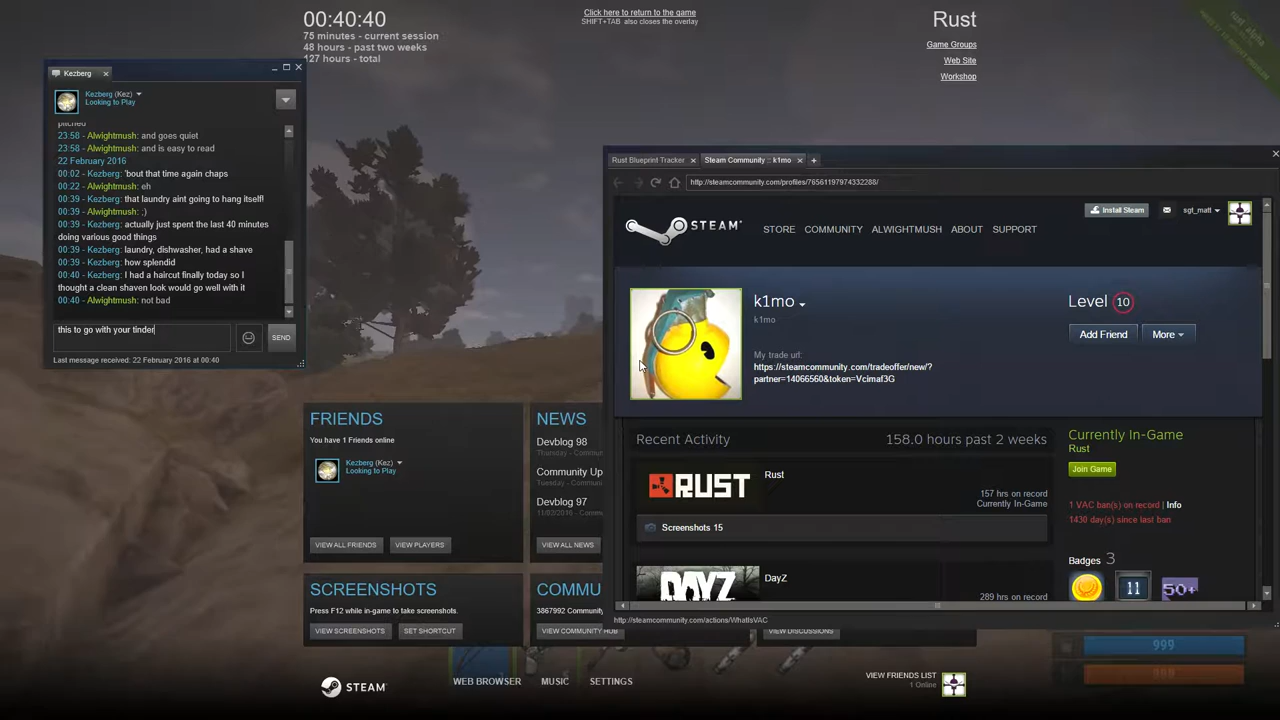 00:40:40
75 minutes - current session
48 hours - past two weeks
127 hours - total
Click here to return to the game
SHIFT+TAB also closes the overlay
Rust
Game Groups
Web Site
Workshop
Kezberg
Kezberg (Kez)
Looking to Play
pitched
23:58 - Alwightmush: and goes quiet
23:58 - Alwightmush: and is easy to read
22 February 2016
00:02 - Kezberg: 'bout that time again chaps
00:22 - Alwightmush: eh
00:39 - Kezberg: that laundry aint going to hang itself!
00:39 - Alwightmush: ;)
00:39 - Kezberg: actually just spent the last 40 minutes
doing various good things
00:39 - Kezberg: laundry, dishwasher, had a shave
00:39 - Kezberg: how splendid
00:40 - Kezberg: I had a haircut finally today so I
thought a clean shaven look would go well with it
00:40 - Alwightmush: not bad
this to go with your tinder
SEND
Last message received: 22 February 2016 at 00:40
Rust Blueprint Tracker
Steam Community :: k1mo
http://steamcommunity.com/profiles/76561197974332288/
Install Steam
sgt_matt
STEAM
STORE COMMUNITY ALWIGHTMUSH ABOUT SUPPORT
k1mo
k1mo
Level 10
Add Friend
More
My trade url:
https://steamcommunity.com/tradeoffer/new/?
partner=14066560&token=Vcimaf3G
Recent Activity
158.0 hours past 2 weeks
RUST
Rust
157 hrs on record
Currently In-Game
Screenshots 15
DAYZ
DayZ
289 hrs on record
Currently In-Game
Rust
Join Game
1 VAC ban(s) on record | Info
1430 day(s) since last ban
Badges 3
11
50+
http://steamcommunity.com/actions/WhatIsVAC
FRIENDS
You have 1 Friends online
Kezberg (Kez)
Looking to Play
VIEW ALL FRIENDS
VIEW PLAYERS
NEWS
Devblog 98
Thursday - Commu
Community Up
Tuesday - Commun
Devblog 97
11/02/2016 - Comm
VIEW ALL NEWS
SCREENSHOTS
Press F12 while in-game to take screenshots.
VIEW SCREENSHOTS
SET SHORTCUT
COMMU
3867992 Community
VIEW COMMUNITY HUB
VIEW DISCUSSIONS
999
STEAM
WEB BROWSER
MUSIC
SETTINGS
VIEW FRIENDS LIST
1 Online